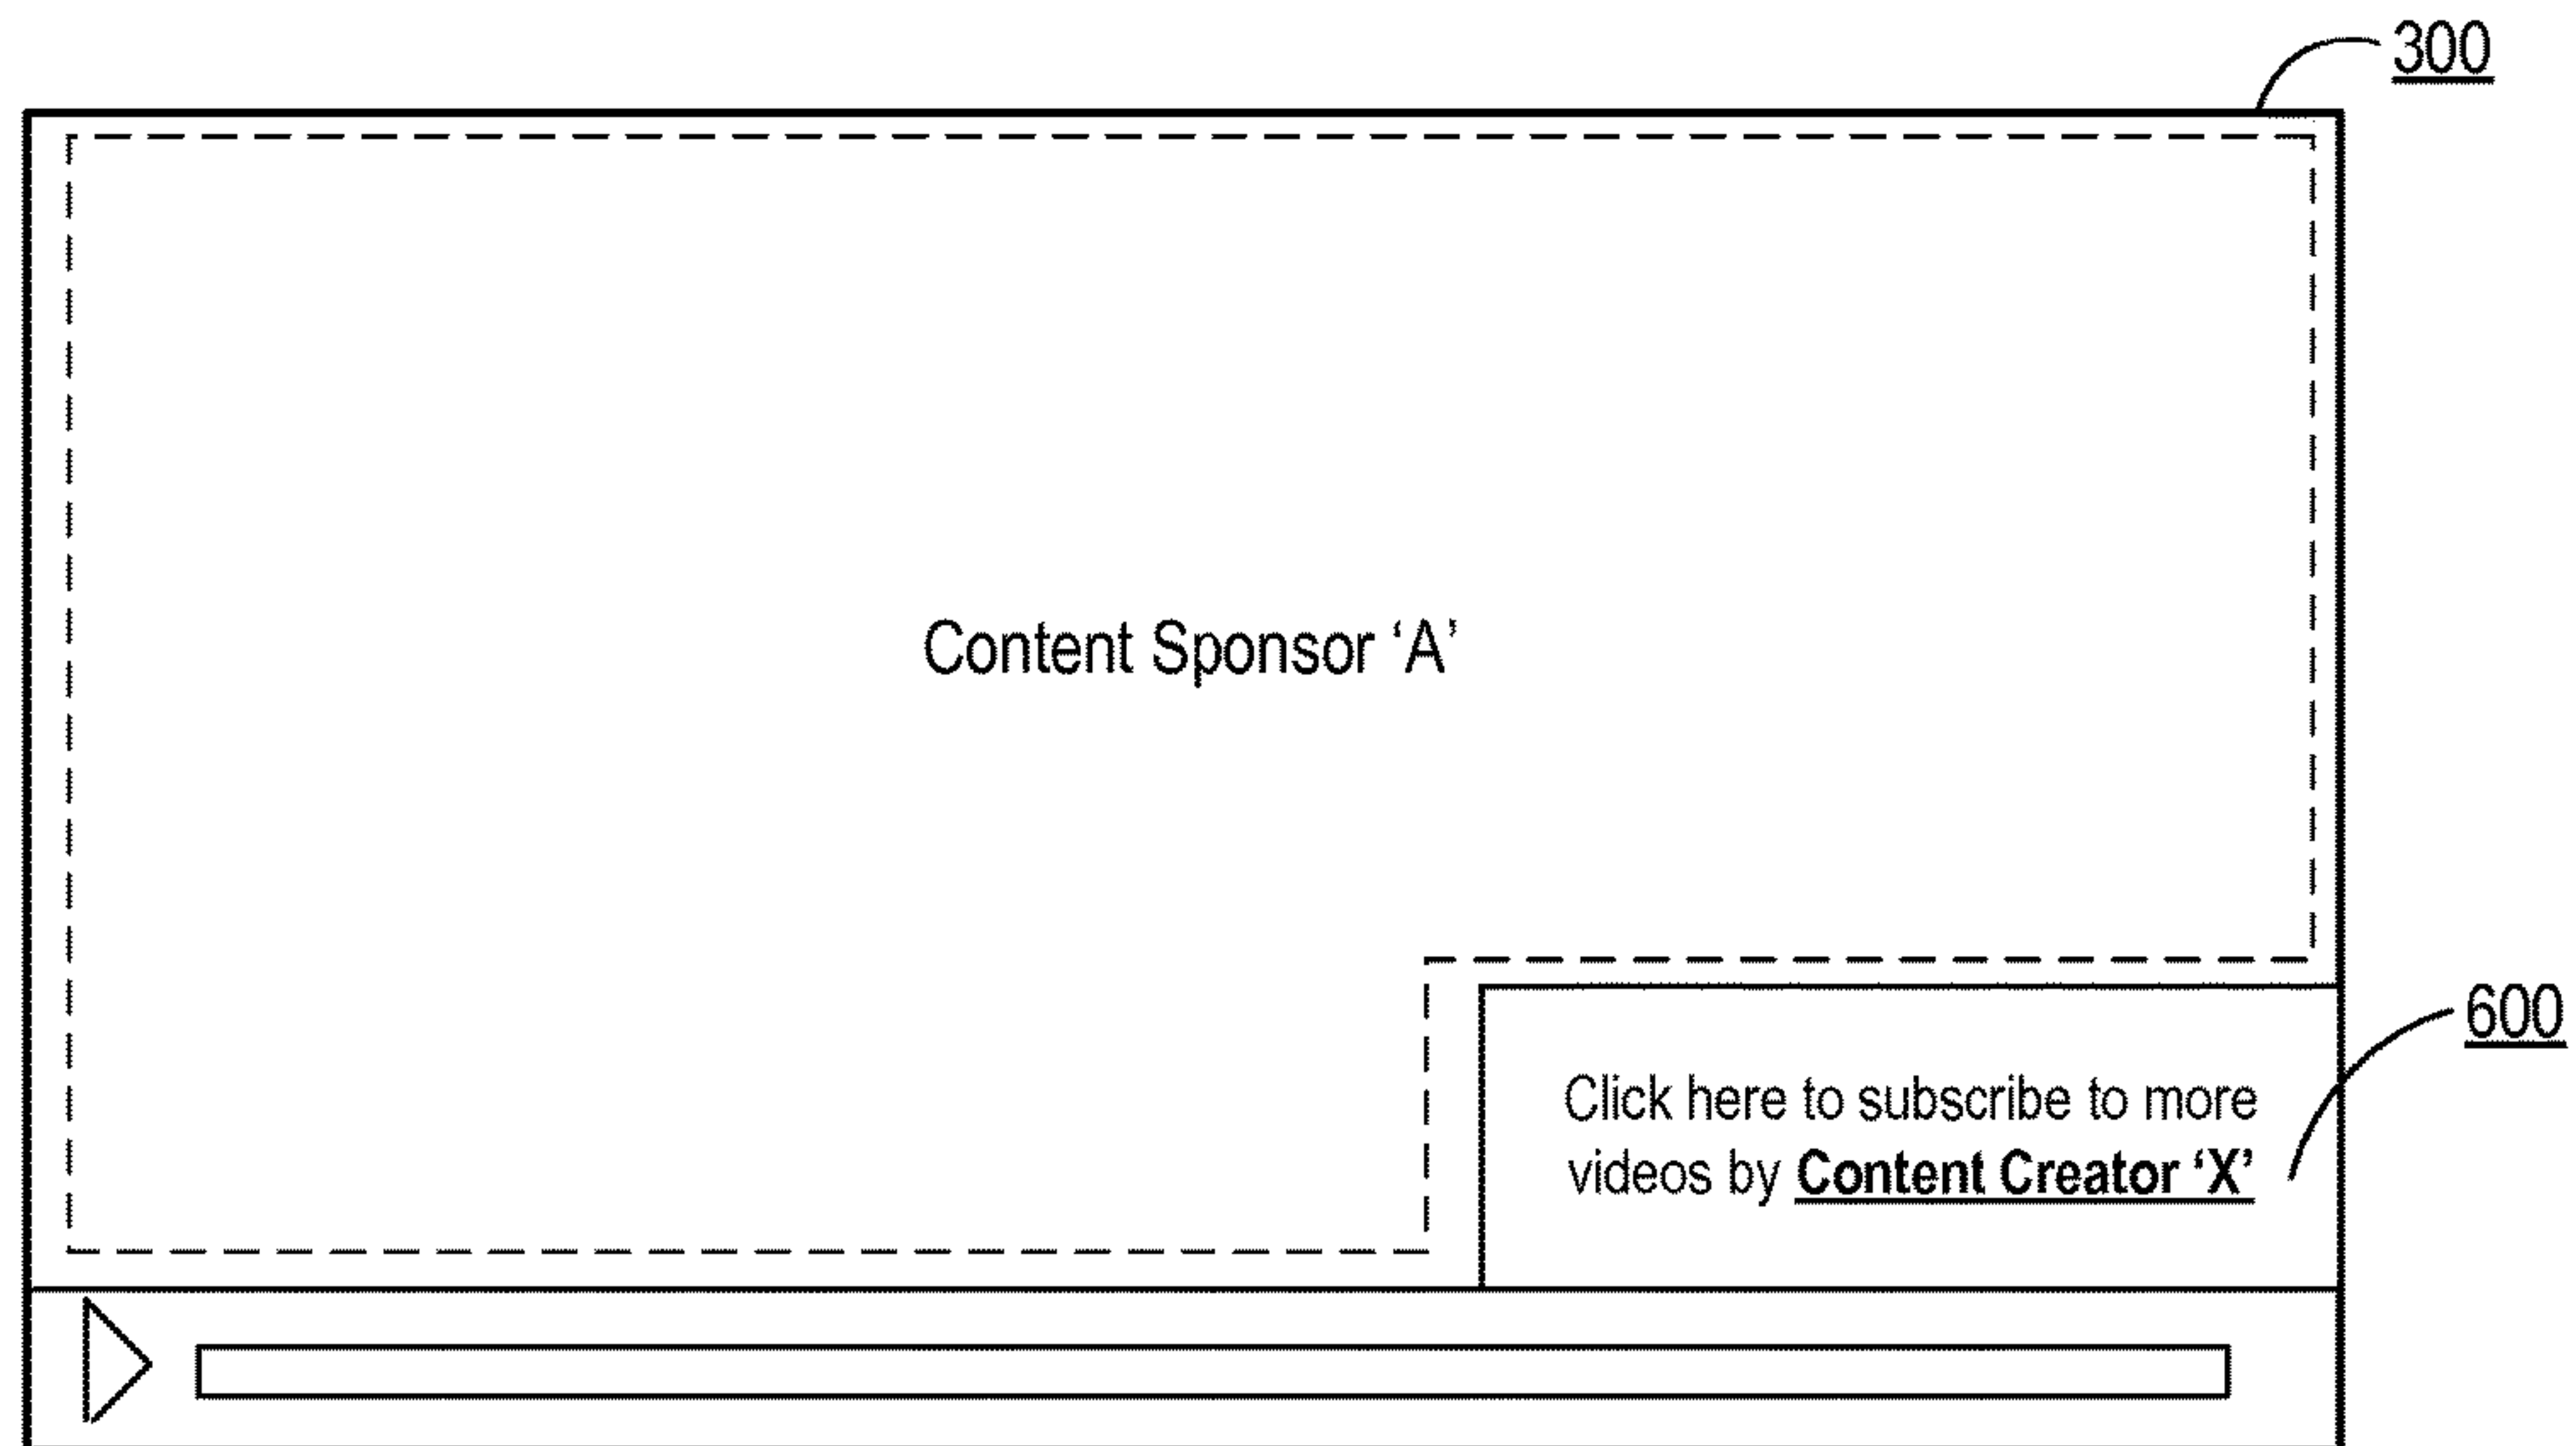 300
Content Sponsor ‘A’
600
Click here to subscribe to more
videos by Content Creator ‘X’